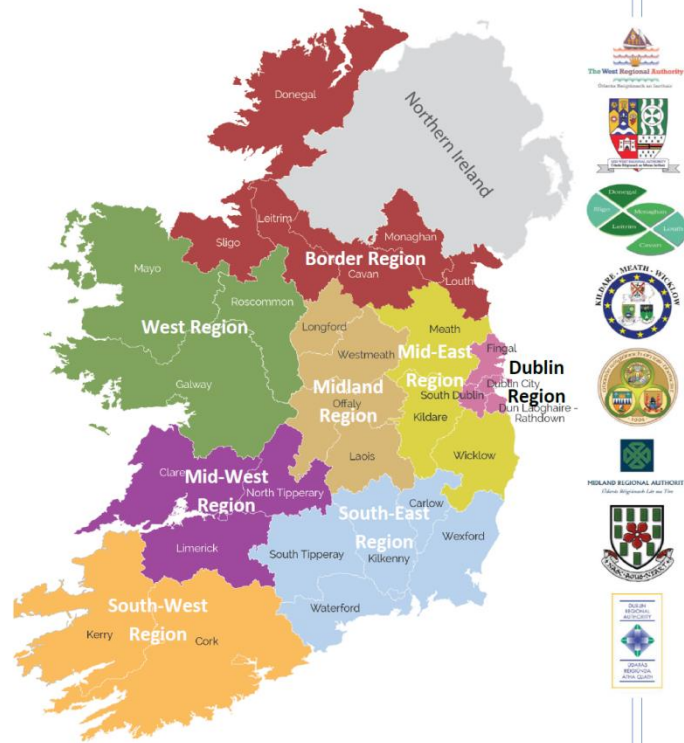 Donegal
Northern Ireland
Leitrim
Sligo
Monaghan
Border Region
Cavan
Louth
Mayo
Roscommon
West Region
Galway
Longford
Westmeath
Midland
Region
Offaly
Laois
Meath
Mid-East
Region
Fingal
Dublin
Region
Dublin City
South Dublin
Dun Laoghaire -
Rathdown
Kildare
Wicklow
Clare
Mid-West
Region
North Tipperary
Limerick
Carlow
South-East
Region
Wexford
South Tipperay
Kilkenny
Waterford
South-West
Region
Kerry
Cork
The West Regional Authority
Donegal
Sligo
Monaghan
Leitrim
Louth
Cavan
KILDARE - MEATH - WICKLOW
MIDLAND REGIONAL AUTHORIT
DUBLIN
REGIONAL
AUTHORITY